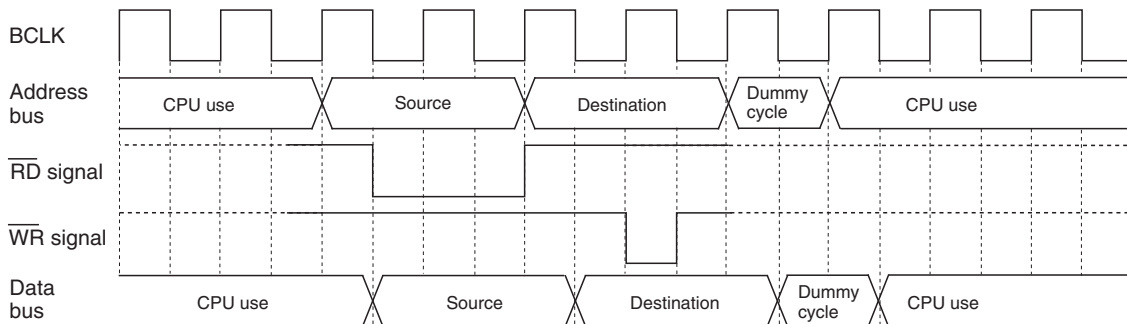 BCLK
Address
bus
CPU use
Source
Destination
Dummy
cycle
CPU use
RD signal
WR signal
Data
bus
CPU use
Source
Destination
Dummy
cycle
CPU use